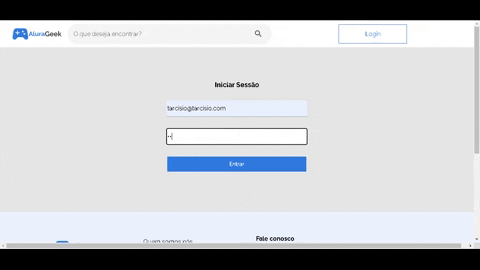 AluraGeek
O que deseja encontrar?
Login
Iniciar Sessão
tarcisio@tarcisio.com
Entrar
Quem somos nós
Fale conosco